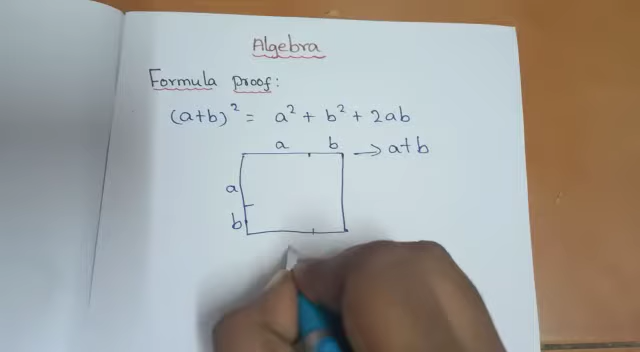 Algebra
Formula proof:
(a+b)² = a² + b² + 2ab
a b → a+b
a
b